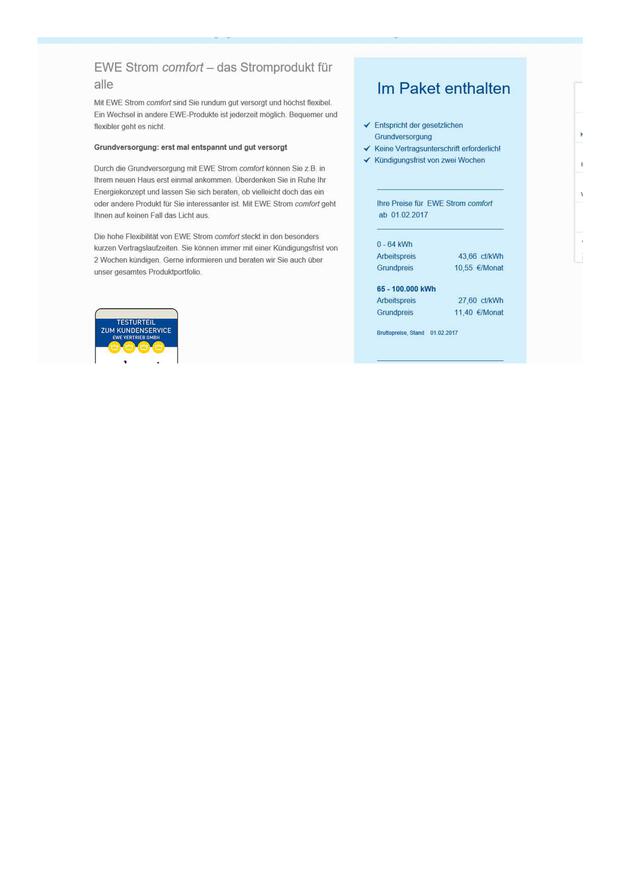 EWE Strom comfort – das Stromprodukt für
alle
Mit EWE Strom comfort sind Sie rundum gut versorgt und höchst flexibel.
Ein Wechsel in andere EWE-Produkte ist jederzeit möglich. Bequemer und
flexibler geht es nicht.
Grundversorgung: erst mal entspannt und gut versorgt
Durch die Grundversorgung mit EWE Strom comfort können Sie z.B. in
Ihrem neuen Haus erst einmal ankommen. Überdenken Sie in Ruhe Ihr
Energiekonzept und lassen Sie sich beraten, ob vielleicht doch das ein
oder andere Produkt für Sie interessanter ist. Mit EWE Strom comfort geht
Ihnen auf keinen Fall das Licht aus.
Die hohe Flexibilität von EWE Strom comfort steckt in den besonders
kurzen Vertragslaufzeiten. Sie können immer mit einer Kündigungsfrist von
2 Wochen kündigen. Gerne informieren und beraten wir Sie auch über
unser gesamtes Produktportfolio.
TESTURTEIL
ZUM KUNDENSERVICE
EWE VERTRIEB GMBH
Im Paket enthalten
Entspricht der gesetzlichen
Grundversorgung
Keine Vertragsunterschrift erforderlich!
Kündigungsfrist von zwei Wochen
Ihre Preise für EWE Strom comfort
ab 01.02.2017
0 - 64 kWh
Arbeitspreis 43,66 ct/kWh
Grundpreis 10,55 €/Monat
65 - 100.000 kWh
Arbeitspreis 27,60 ct/kWh
Grundpreis 11,40 €/Monat
Bruttopreise, Stand 01.02.2017